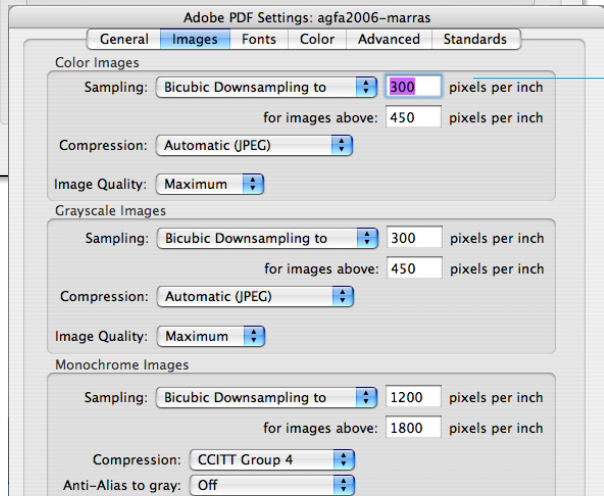 Adobe PDF Settings: agfa2006-marras
General Images Fonts Color Advanced Standards
Color Images
Sampling: Bicubic Downsampling to 300 pixels per inch
for images above: 450 pixels per inch
Compression: Automatic (JPEG)
Image Quality: Maximum
Grayscale Images
Sampling: Bicubic Downsampling to 300 pixels per inch
for images above: 450 pixels per inch
Compression: Automatic (JPEG)
Image Quality: Maximum
Monochrome Images
Sampling: Bicubic Downsampling to 1200 pixels per inch
for images above: 1800 pixels per inch
Compression: CCITT Group 4
Anti-Alias to gray: Off